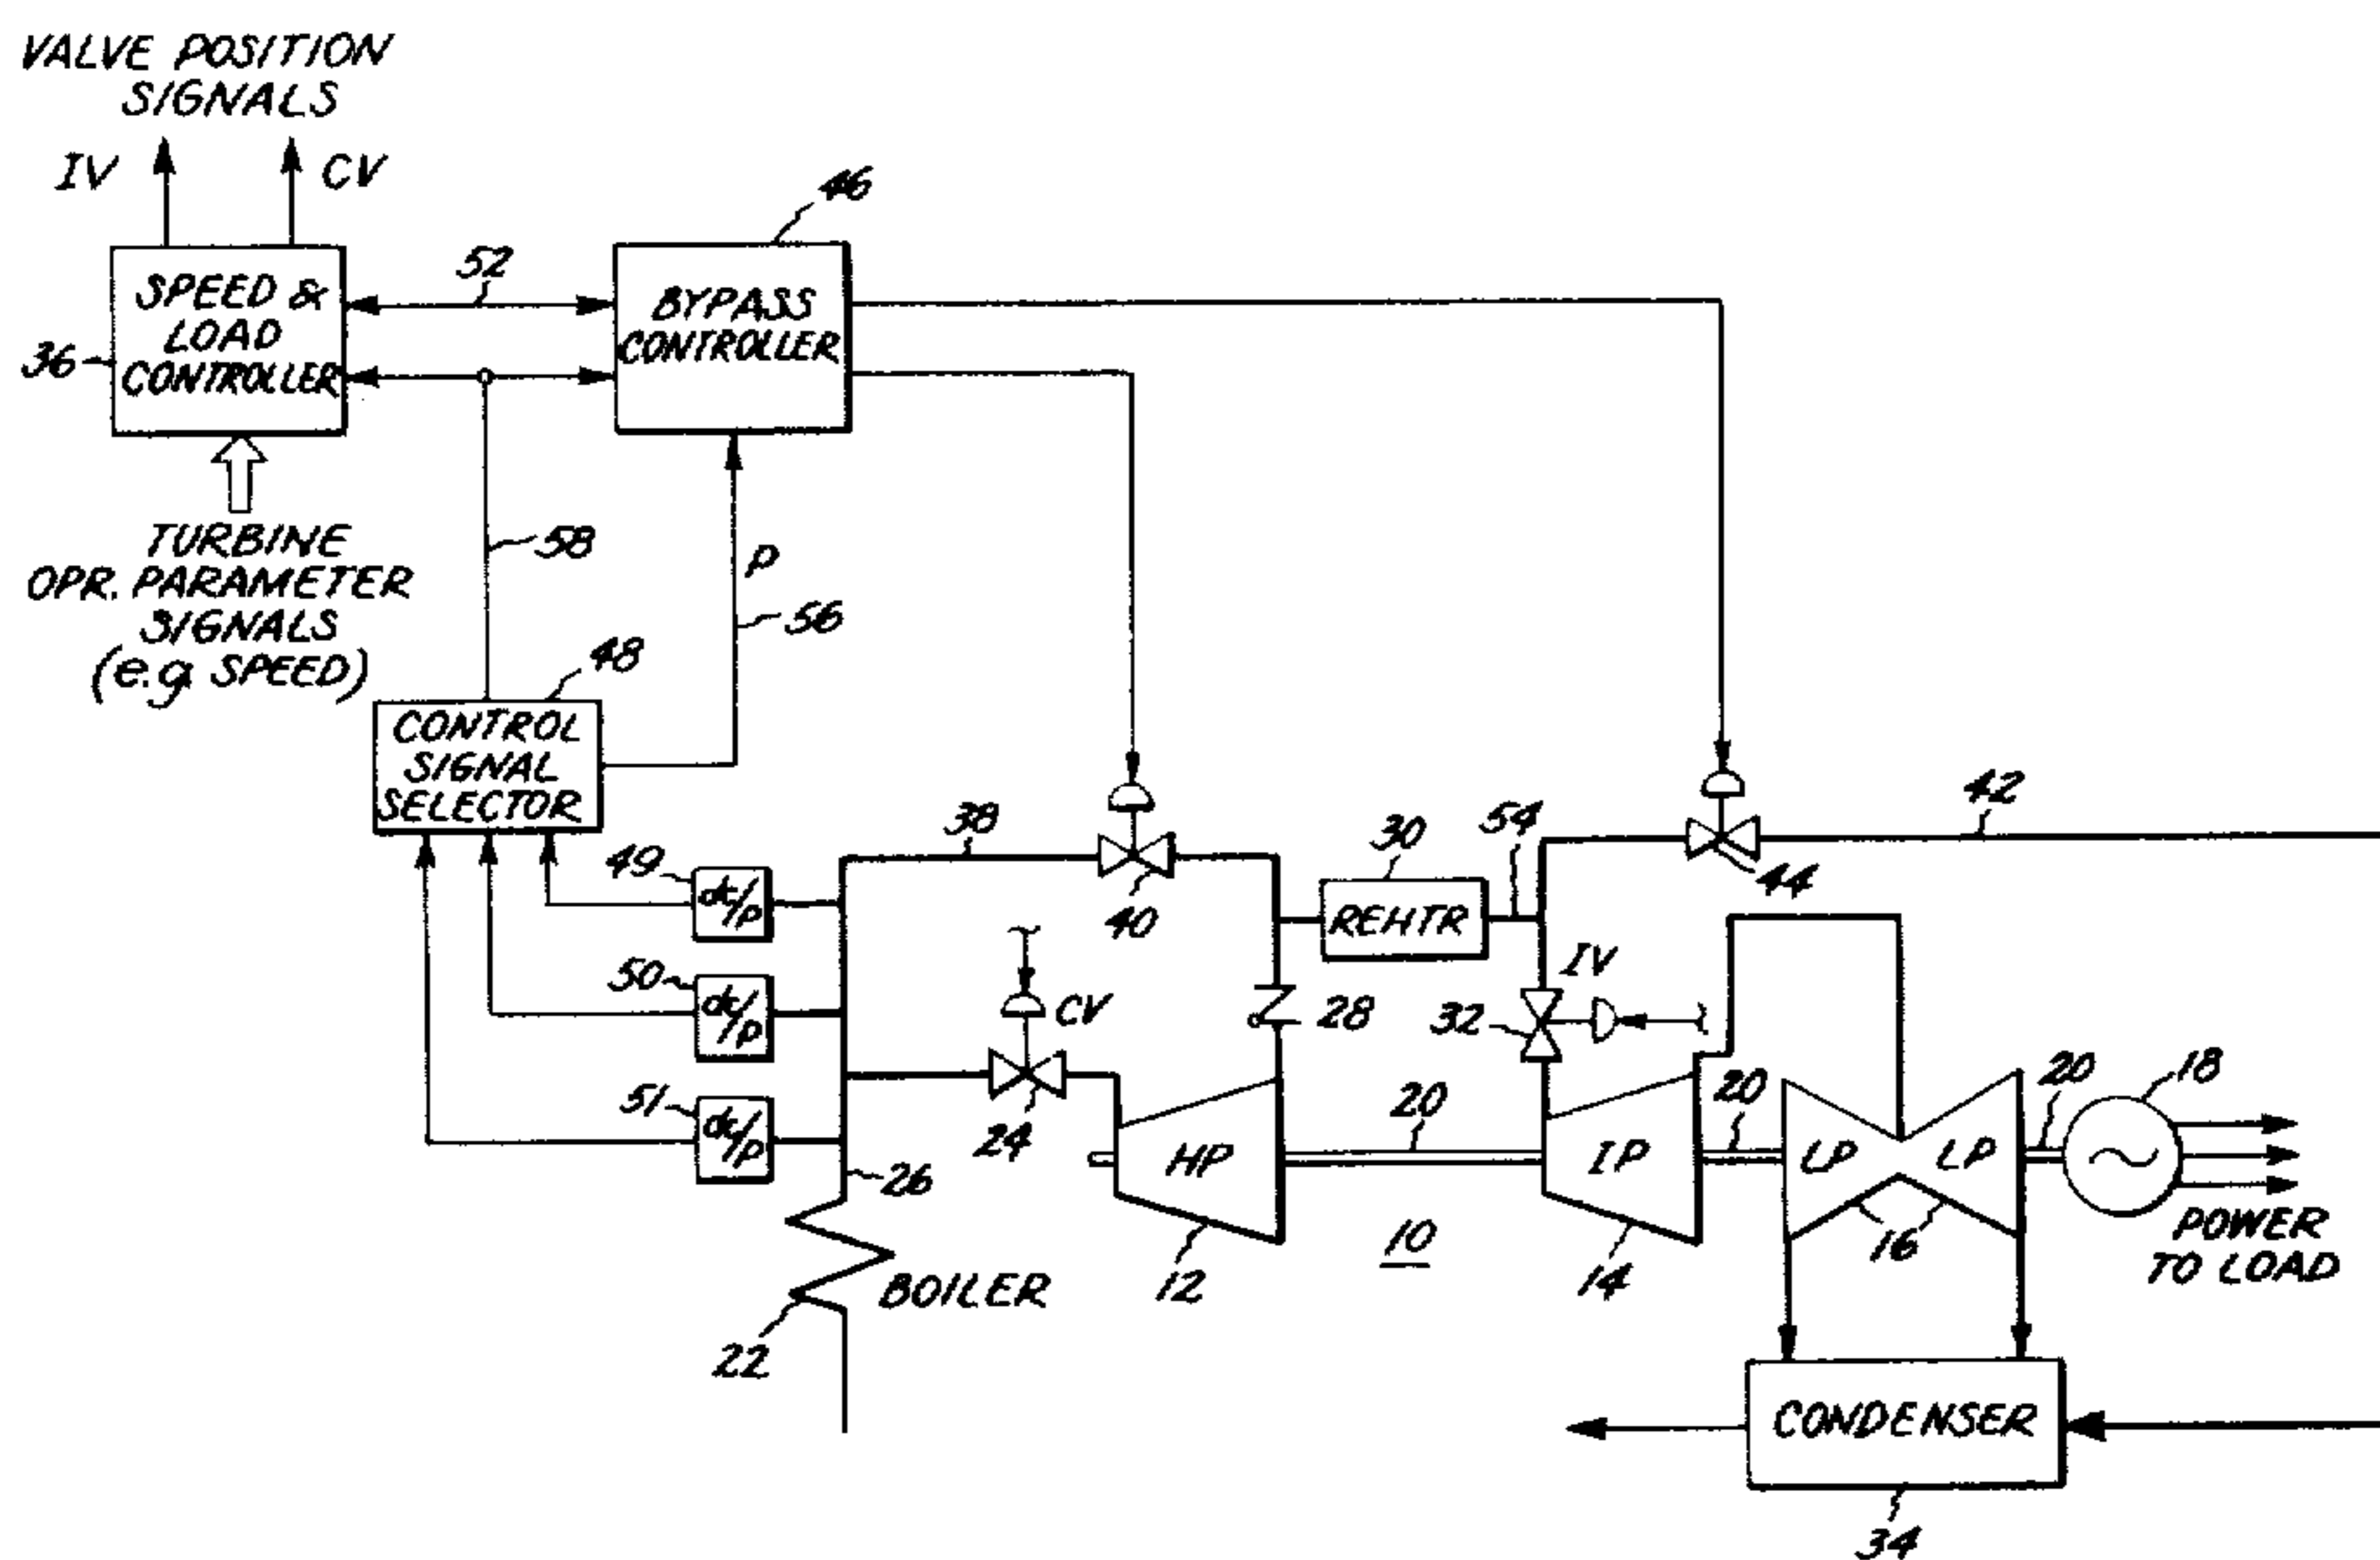 VALVE POSITION
SIGNALS
IV
CV
46
52
SPEED &
LOAD
CONTROLLER
36
BYPASS
CONTROLLER
TURBINE
OPR. PARAMETER
SIGNALS
(e.g. SPEED)
58
P
56
48
CONTROL
SIGNAL
SELECTOR
49
dc/p
50
dc/p
51
dc/p
38
40
30
REHTR
54
42
44
CV
24
28
IV
32
26
HP
12
20
10
IP
14
20
LP
LP
16
20
18
POWER
TO LOAD
BOILER
22
CONDENSER
34